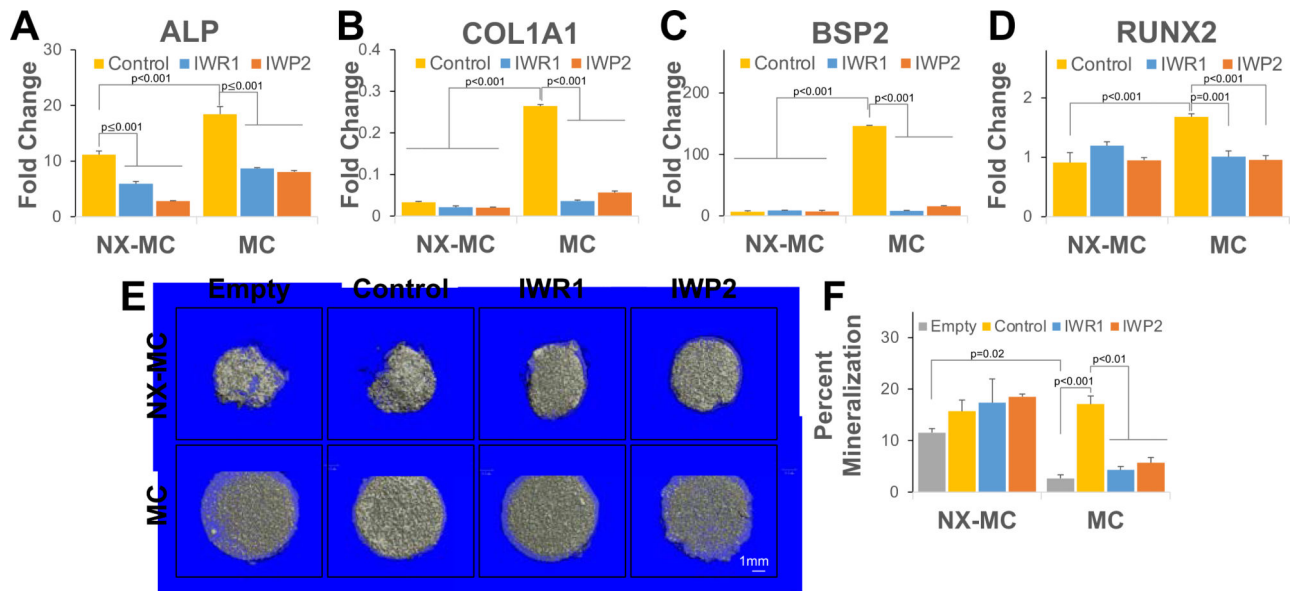 A
ALP
Fold Change
30
20
10
0
Control IWR1 IWP2
p<0.001
p≤0.001
p≤0.001
NX-MC MC
B
COL1A1
Fold Change
0.4
0.3
0.2
0.1
0
Control IWR1 IWP2
p<0.001
p<0.001
NX-MC MC
C
BSP2
Fold Change
200
100
0
Control IWR1 IWP2
p<0.001
p<0.001
NX-MC MC
D
RUNX2
Fold Change
2
1
0
Control IWR1 IWP2
p<0.001
p<0.001
p=0.001
NX-MC MC
E
Empty Control IWR1 IWP2
NX-MC
MC
1mm
F
Percent
Mineralization
30
20
10
0
Empty Control IWR1 IWP2
p=0.02
p<0.01
p<0.001
NX-MC MC